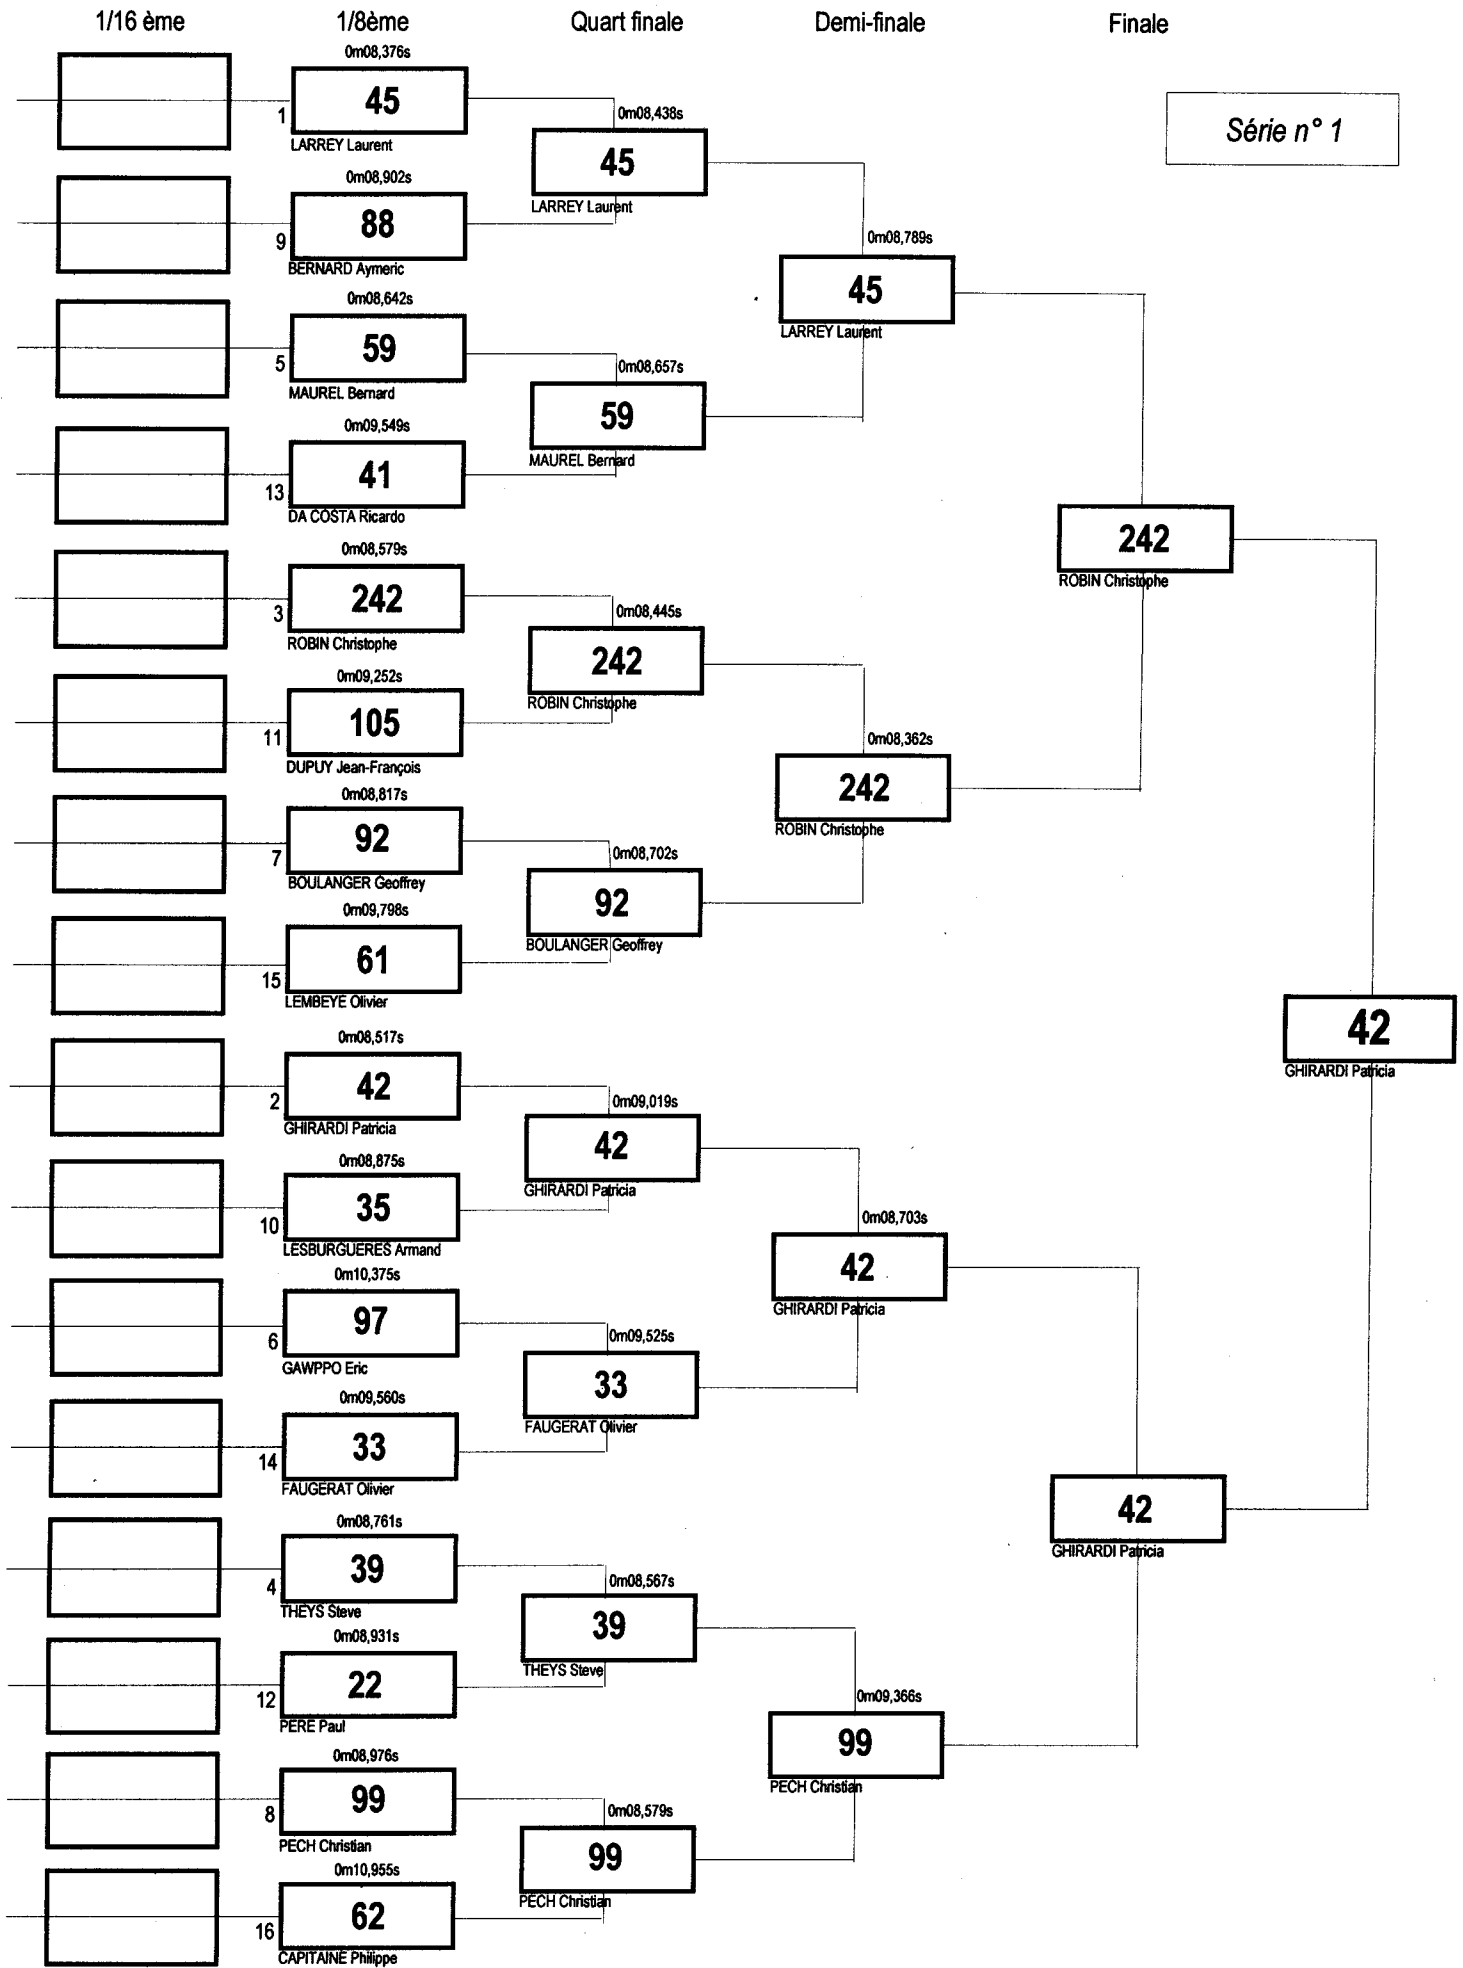 1/16 ème 1/8ème Quart finale Demi-finale Finale
Série n° 1
0m08,376s
1 45
LARREY Laurent
0m08,902s
9 88
BERNARD Aymeric
0m08,642s
5 59
MAUREL Bernard
0m09,549s
13 41
DA COSTA Ricardo
0m08,579s
3 242
ROBIN Christophe
0m09,252s
11 105
DUPUY Jean-François
0m08,817s
7 92
BOULANGER Geoffrey
0m09,798s
15 61
LEMBEYE Olivier
0m08,517s
2 42
GHIRARDI Patricia
0m08,875s
10 35
LESBURGUERES Armand
0m10,375s
6 97
GAWPPO Eric
0m09,560s
14 33
FAUGERAT Olivier
0m08,761s
4 39
THEYS Steve
0m08,931s
12 22
PERE Paul
0m08,976s
8 99
PECH Christian
0m10,955s
16 62
CAPITAINE Philippe
0m08,438s
45
LARREY Laurent
0m08,657s
59
MAUREL Bernard
0m08,445s
242
ROBIN Christophe
0m08,702s
92
BOULANGER Geoffrey
0m09,019s
42
GHIRARDI Patricia
0m09,525s
33
FAUGERAT Olivier
0m08,567s
39
THEYS Steve
0m08,579s
99
PECH Christian
0m08,789s
45
LARREY Laurent
0m08,362s
242
ROBIN Christophe
0m08,703s
42
GHIRARDI Patricia
0m09,366s
99
PECH Christian
242
ROBIN Christophe
42
GHIRARDI Patricia
42
GHIRARDI Patricia